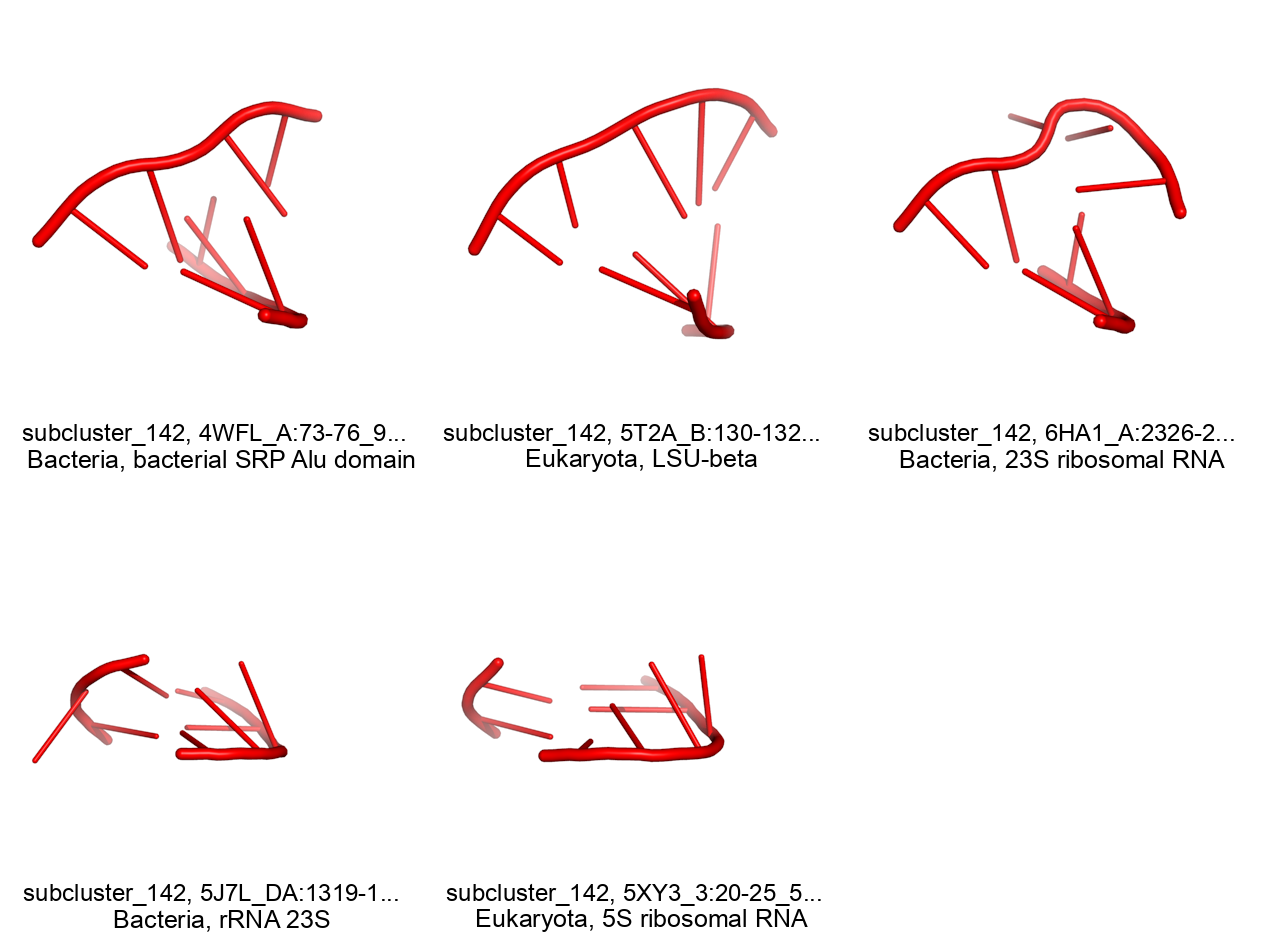 subcluster_142, 4WFL_A:73-76_9...
Bacteria, bacterial SRP Alu domain
subcluster_142, 5T2A_B:130-132...
Eukaryota, LSU-beta
subcluster_142, 6HA1_A:2326-2...
Bacteria, 23S ribosomal RNA
subcluster_142, 5J7L_DA:1319-1...
Bacteria, rRNA 23S
subcluster_142, 5XY3_3:20-25_5...
Eukaryota, 5S ribosomal RNA